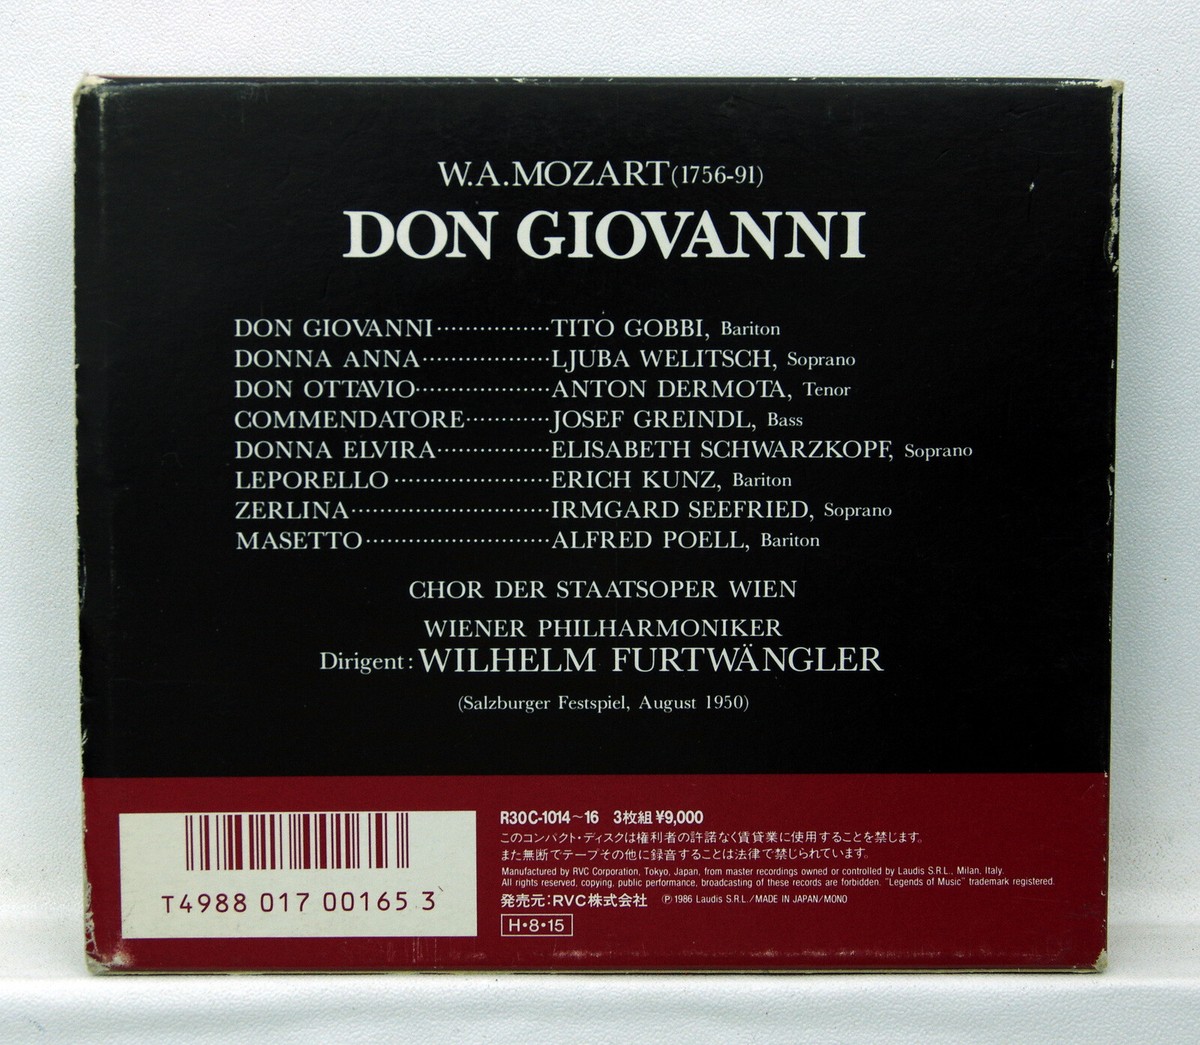 W.A.MOZART(1756-91)
DON GIOVANNI
DON GIOVANNI················TITO GOBBI, Bariton
DONNA ANNA··················LJUBA WELITSCH, Soprano
DON OTTAVIO···················ANTON DERMOTA, Tenor
COMMENDATORE············JOSEF GREINDL, Bass
DONNA ELVIRA················ELISABETH SCHWARZKOPF, Soprano
LEPORELLO······················ERICH KUNZ, Bariton
ZERLINA····························IRMGARD SEEFRIED, Soprano
MASETTO··························ALFRED POELL, Bariton
CHOR DER STAATSOPER WIEN
WIENER PHILHARMONIKER
Dirigent: WILHELM FURTWÄNGLER
(Salzburger Festspiel, August 1950)
T4988 017 00165 3
R30C-1014~16 3枚組 ¥9,000
このコンパクト・ディスクは権利者の許諾なく賃貸業に使用することを禁じます。
また無断でテープその他に録音することは法律で禁じられています。
Manufactured by RVC Corporation, Tokyo, Japan, from master recordings owned or controlled by Laudis S.R.L., Milan, Italy.
All rights reserved, copying, public performance, broadcasting of these records are forbidden. "Legends of Music" trademark registered.
発売元:RVC株式会社 Ⓟ1986 Laudis S.R.L./MADE IN JAPAN/MONO
H・8・15